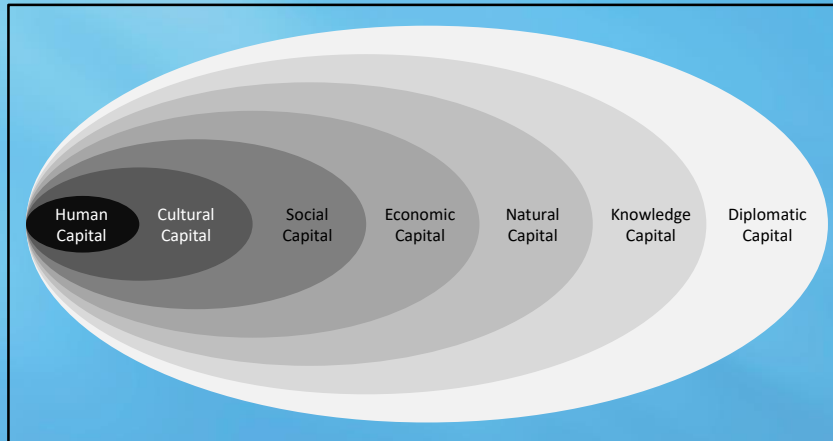 Human
Capital
Cultural
Capital
Social
Capital
Economic
Capital
Natural
Capital
Knowledge
Capital
Diplomatic
Capital